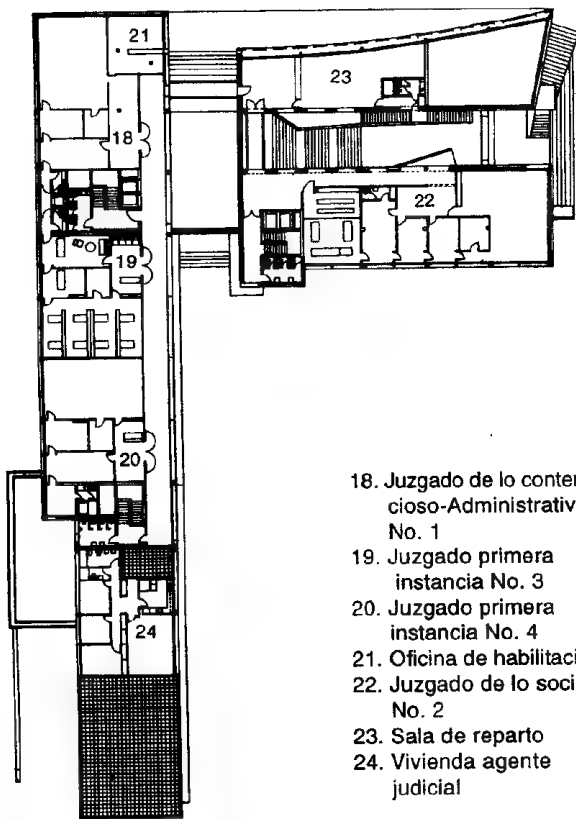 21
23
18
22
19
20
24
18. Juzgado de lo conten
cioso-Administrativ
No. 1
19. Juzgado primera
instancia No. 3
20. Juzgado primera
instancia No. 4
21. Oficina de habilitaci
22. Juzgado de lo soci
No. 2
23. Sala de reparto
24. Vivienda agente
judicial